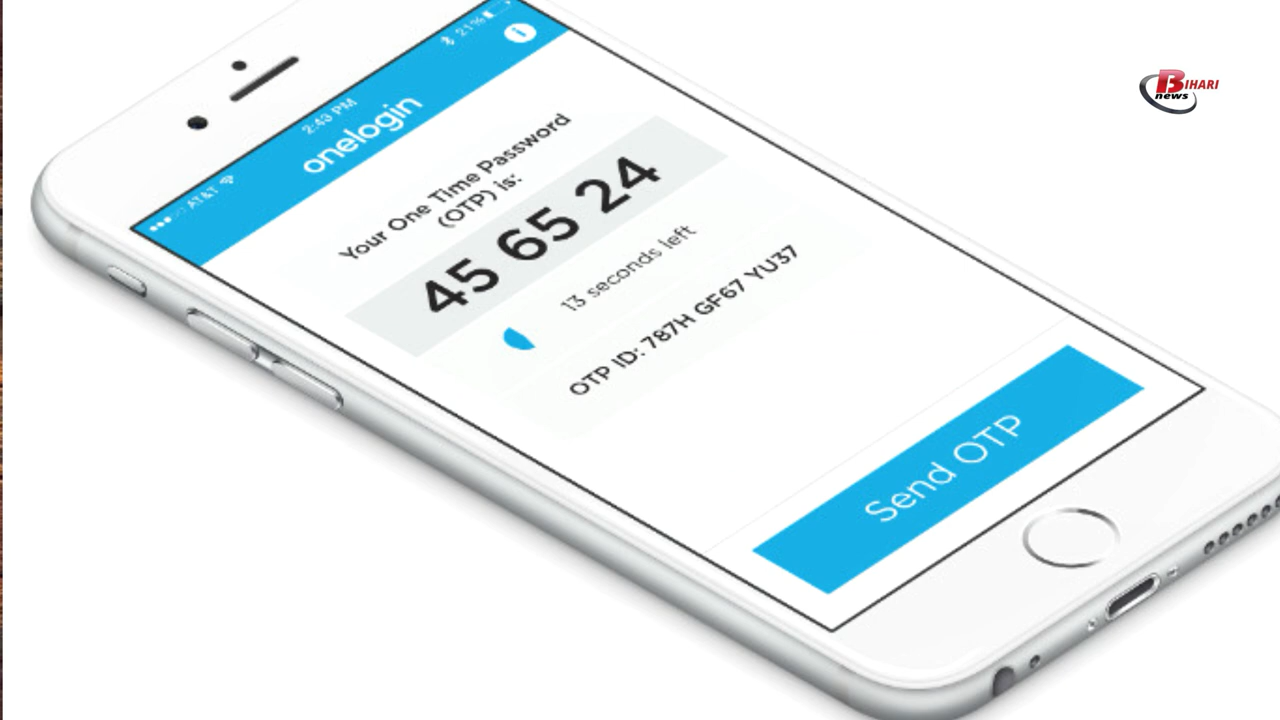 AT&T
2:43 PM
21%
i
onelogin
Your One Time Password
(OTP) is:
45 65 24
13 seconds left
OTP ID: 787H GF67 YU37
Send OTP
BIHARI
news